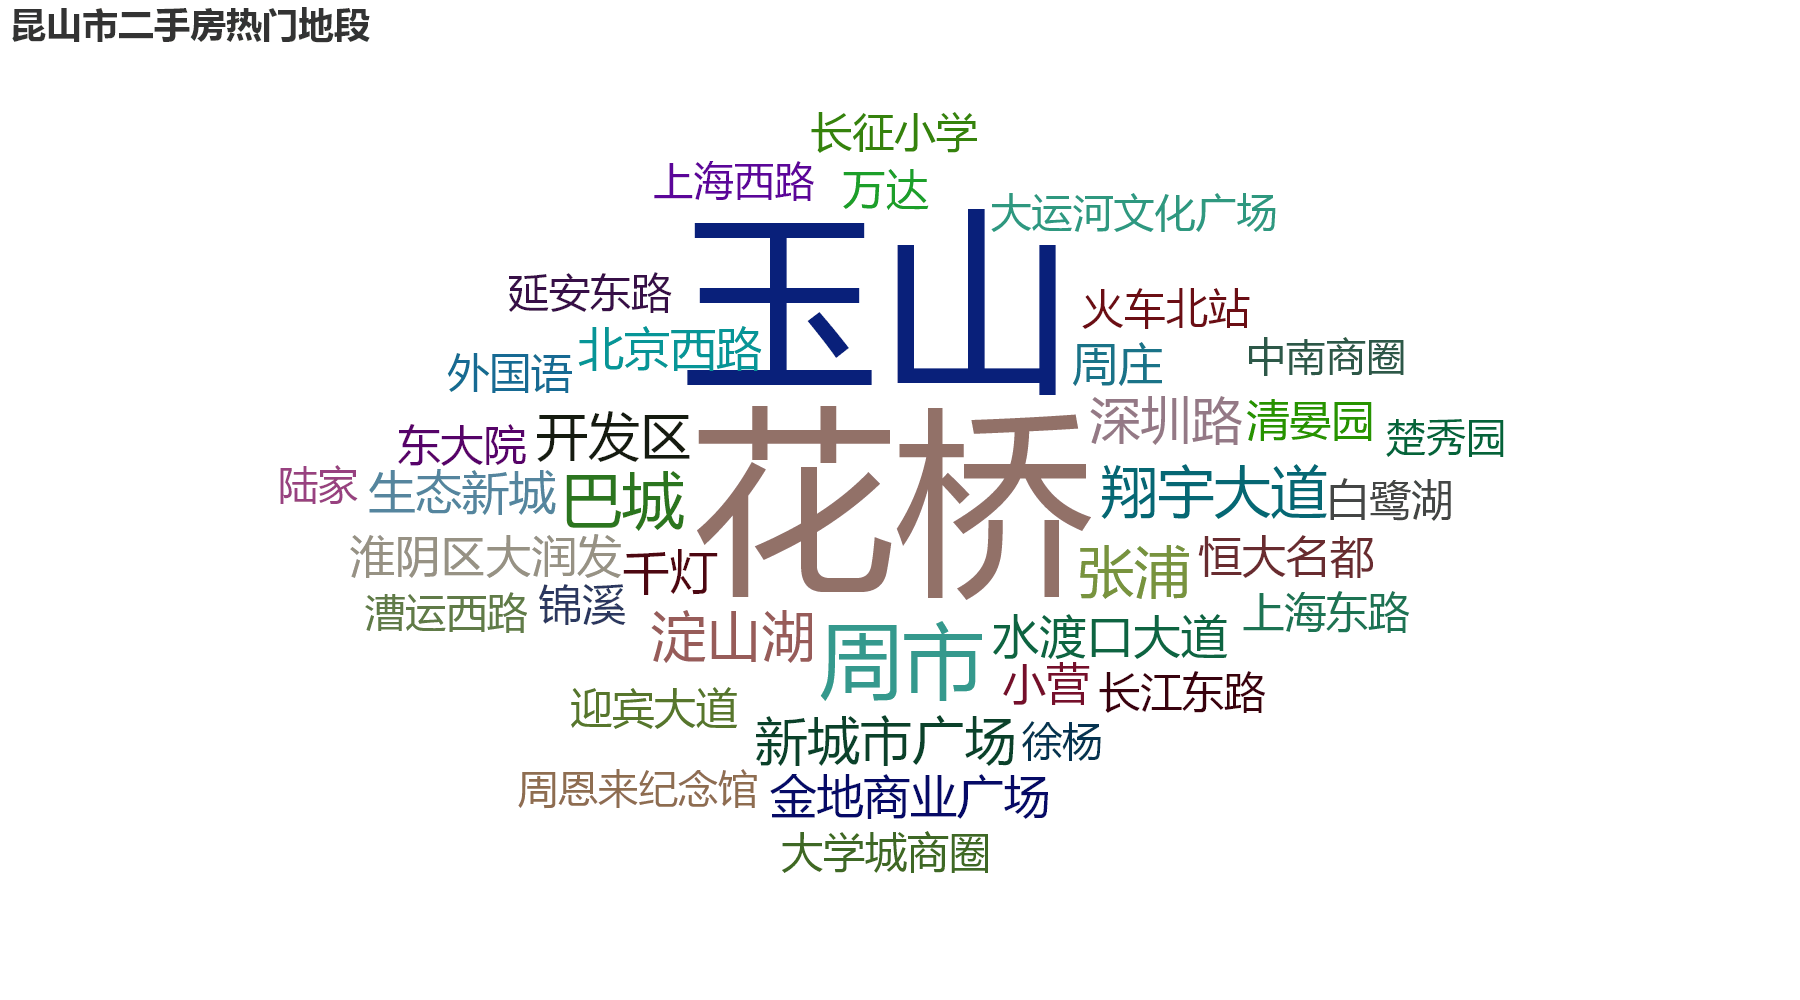 昆山市二手房热门地段
长征小学
上海西路
万达
大运河文化广场
玉山
延安东路
火车北站
北京西路
外国语
周庄
中南商圈
花桥
开发区
深圳路
清晏园
楚秀园
东大院
陆家
生态新城
巴城
翔宇大道
白鹭湖
淮阴区大润发
千灯
张浦
恒大名都
漕运西路
锦溪
上海东路
淀山湖
周市
水渡口大道
小营
长江东路
迎宾大道
新城市广场
徐杨
周恩来纪念馆
金地商业广场
大学城商圈